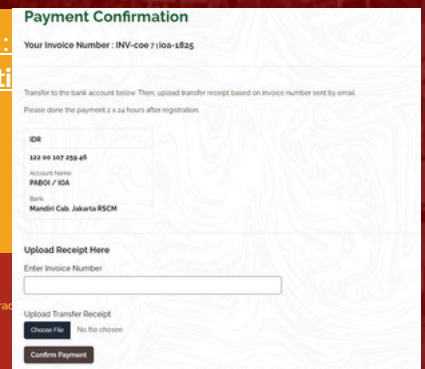 Payment Confirmation
Your Invoice Number : INV-coe71ioa-1825
Transfer to the bank account below. Then, upload transfer receipt based on invoice number sent by email.
Please done the payment 2 x 24 hours after registration.
IDR
122 00 107 259 46
Account Name
PABOI / IOA
Bank
Mandiri Cab. Jakarta RSCM
Upload Receipt Here
Enter Invoice Number
Upload Transfer Receipt
Choose File No file chosen
Confirm Payment